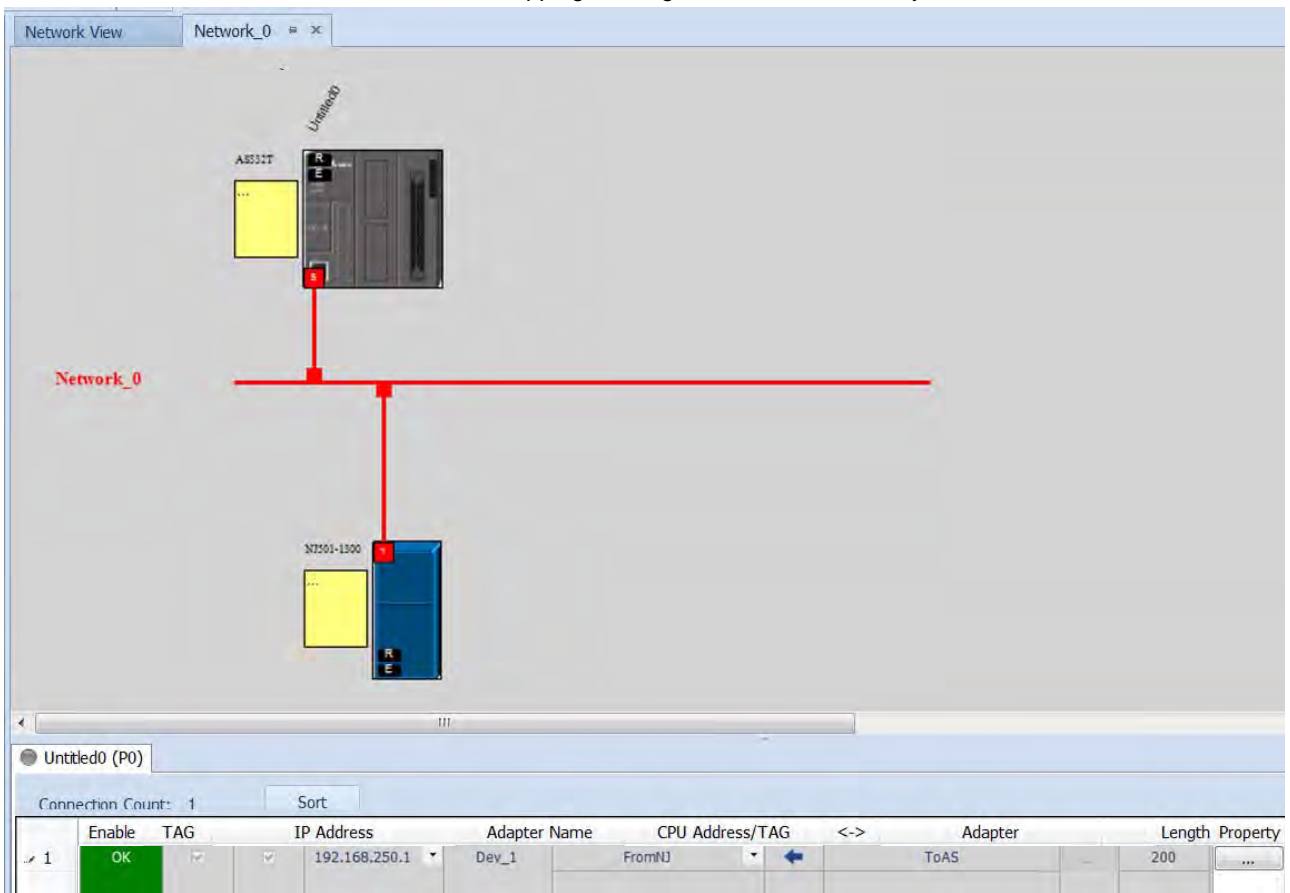 Network View Network_0
Untitled0
AS332T
R
E
...
Network_0
NJ501-1300
...
R
E
Untitled0 (P0)
Connection Count: 1 Sort
Enable TAG IP Address Adapter Name CPU Address/TAG <-> Adapter Length Property
1 OK 192.168.250.1 Dev_1 FromNJ ToAS ... 200 ...